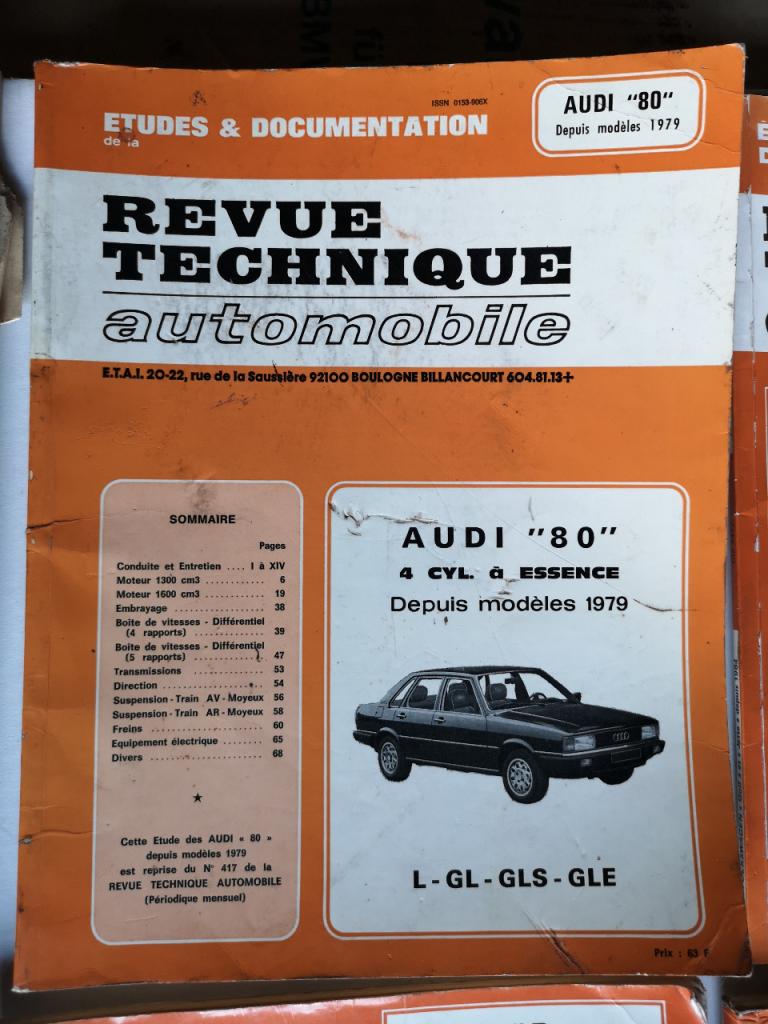 ISSN 0153-906X
ETUDES & DOCUMENTATION
de la
AUDI "80"
Depuis modèles 1979
REVUE
TECHNIQUE
automobile
E.T.A.I. 20-22, rue de la Saussière 92100 BOULOGNE BILLANCOURT 604.81.13+
SOMMAIRE
Pages
Conduite et Entretien .... I à XIV
Moteur 1300 cm3 ............ 6
Moteur 1600 cm3 ............ 19
Embrayage .................. 38
Boite de vitesses - Différentiel
(4 rapports) .............. 39
Boite de vitesses - Différentiel
(5 rapports) .............. 47
Transmissions .............. 53
Direction .................. 54
Suspension - Train AV - Moyeux 56
Suspension - Train AR - Moyeux 58
Freins ..................... 60
Equipement électrique ........ 65
Divers ..................... 68
Cette Etude des AUDI « 80 »
depuis modèles 1979
est reprise du N° 417 de la
REVUE TECHNIQUE AUTOMOBILE
(Périodique mensuel)
AUDI "80"
4 CYL. à ESSENCE
Depuis modèles 1979
L - GL - GLS - GLE
Prix : 63 F